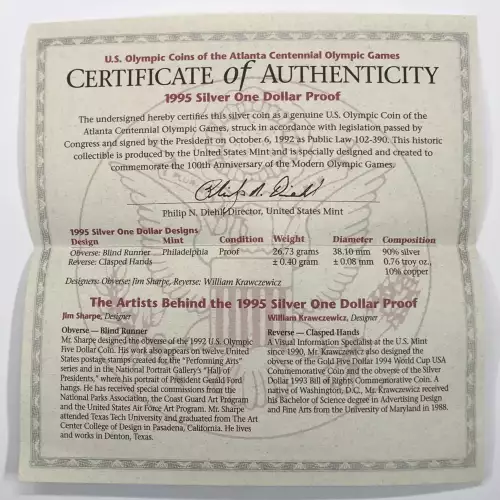 U.S. Olympic Coins of the Atlanta Centennial Olympic Games
CERTIFICATE of AUTHENTICITY
1995 Silver One Dollar Proof
The undersigned hereby certifies this silver coin as a genuine U.S. Olympic Coin of the
Atlanta Centennial Olympic Games, struck in accordance with legislation passed by
Congress and signed by the President on October 6, 1992 as Public Law 102-390. This historic
collectible is produced by the United States Mint and is specially designed and created to
commemorate the 100th Anniversary of the Modern Olympic Games.
Philip N. Diehl
Philip N. Diehl, Director, United States Mint
1995 Silver One Dollar Designs
Design Mint Condition Weight Diameter Composition
Obverse: Blind Runner Philadelphia Proof 26.73 grams 38.10 mm 90% silver
Reverse: Clasped Hands ± 0.40 gram ± 0.08 mm 0.76 troy oz.,
10% copper
Designers: Obverse: Jim Sharpe, Reverse: William Krawczewicz
The Artists Behind the 1995 Silver One Dollar Proof
Jim Sharpe, Designer
Obverse — Blind Runner
Mr. Sharpe designed the obverse of the 1992 U.S. Olympic
Five Dollar Coin. His work also appears on twelve United
States postage stamps created for the "Performing Arts"
series and in the National Portrait Gallery's "Hall of
Presidents," where his portrait of President Gerald Ford
hangs. He has received special commissions from the
National Parks Association, the Coast Guard Art Program
and the United States Air Force Art Program. Mr. Sharpe
attended Texas Tech University and graduated from The Art
Center College of Design in Pasadena, California. He lives
and works in Denton, Texas.
William Krawczewicz, Designer
Reverse — Clasped Hands
A Visual Information Specialist at the U.S. Mint
since 1990, Mr. Krawczewicz also designed the
obverse of the Gold Five Dollar 1994 World Cup USA
Commemorative Coin and the obverse of the Silver
Dollar 1993 Bill of Rights Commemorative Coin. A
native of Washington, D.C., Mr. Krawczewicz received
his Bachelor of Science degree in Advertising Design
and Fine Arts from the University of Maryland in 1988.